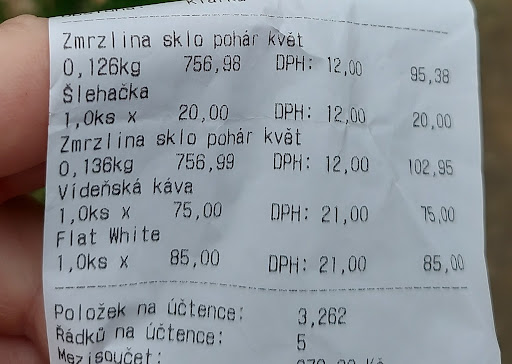 Zmrzlina sklo pohár květ
0,126kg 756,98 DPH: 12,00 95,38
Šlehačka
1,0ks x 20,00 DPH: 12,00 20,00
Zmrzlina sklo pohár květ
0,136kg 756,99 DPH: 12,00 102,95
Vídeňská káva
1,0ks x 75,00 DPH: 21,00 75,00
Flat White
1,0ks x 85,00 DPH: 21,00 85,00
Položek na účtence: 3,262
Řádků na účtence: 5
Mezisoučet: